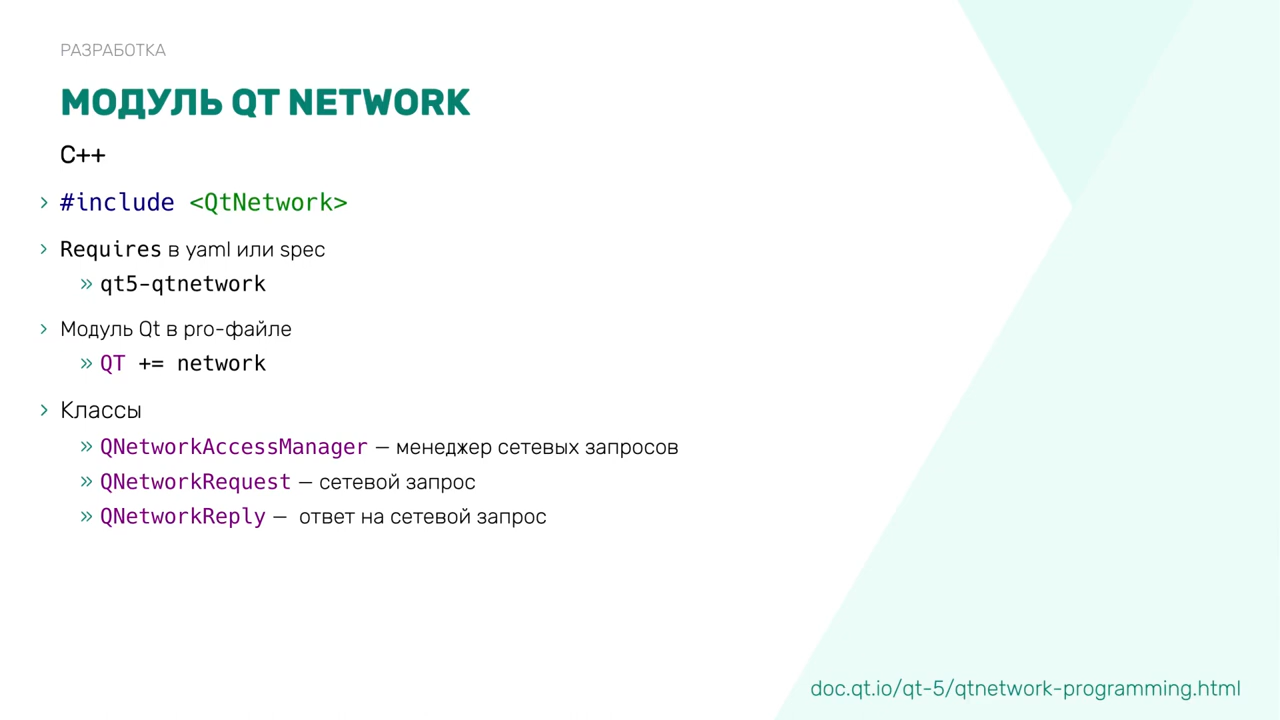 РАЗРАБОТКА
МОДУЛЬ QT NETWORK
C++
› #include <QtNetwork>
› Requires в yaml или spec
» qt5-qtnetwork
› Модуль Qt в pro-файле
» QT += network
› Классы
» QNetworkAccessManager — менеджер сетевых запросов
» QNetworkRequest — сетевой запрос
» QNetworkReply — ответ на сетевой запрос
doc.qt.io/qt-5/qtnetwork-programming.html